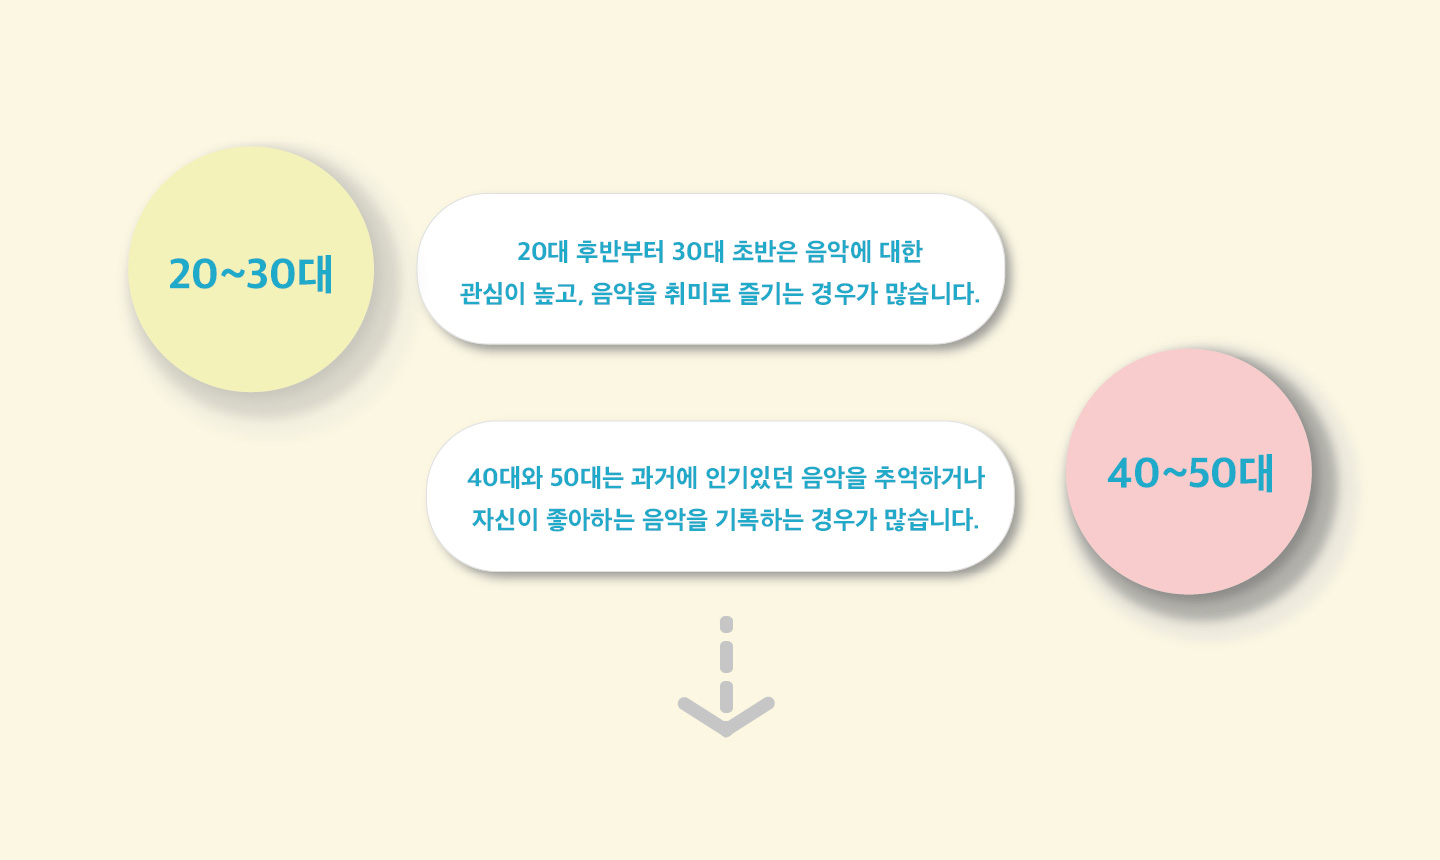 20~30대
20대 후반부터 30대 초반은 음악에 대한
관심이 높고, 음악을 취미로 즐기는 경우가 많습니다.
40대와 50대는 과거에 인기있던 음악을 추억하거나
자신이 좋아하는 음악을 기록하는 경우가 많습니다.
40~50대